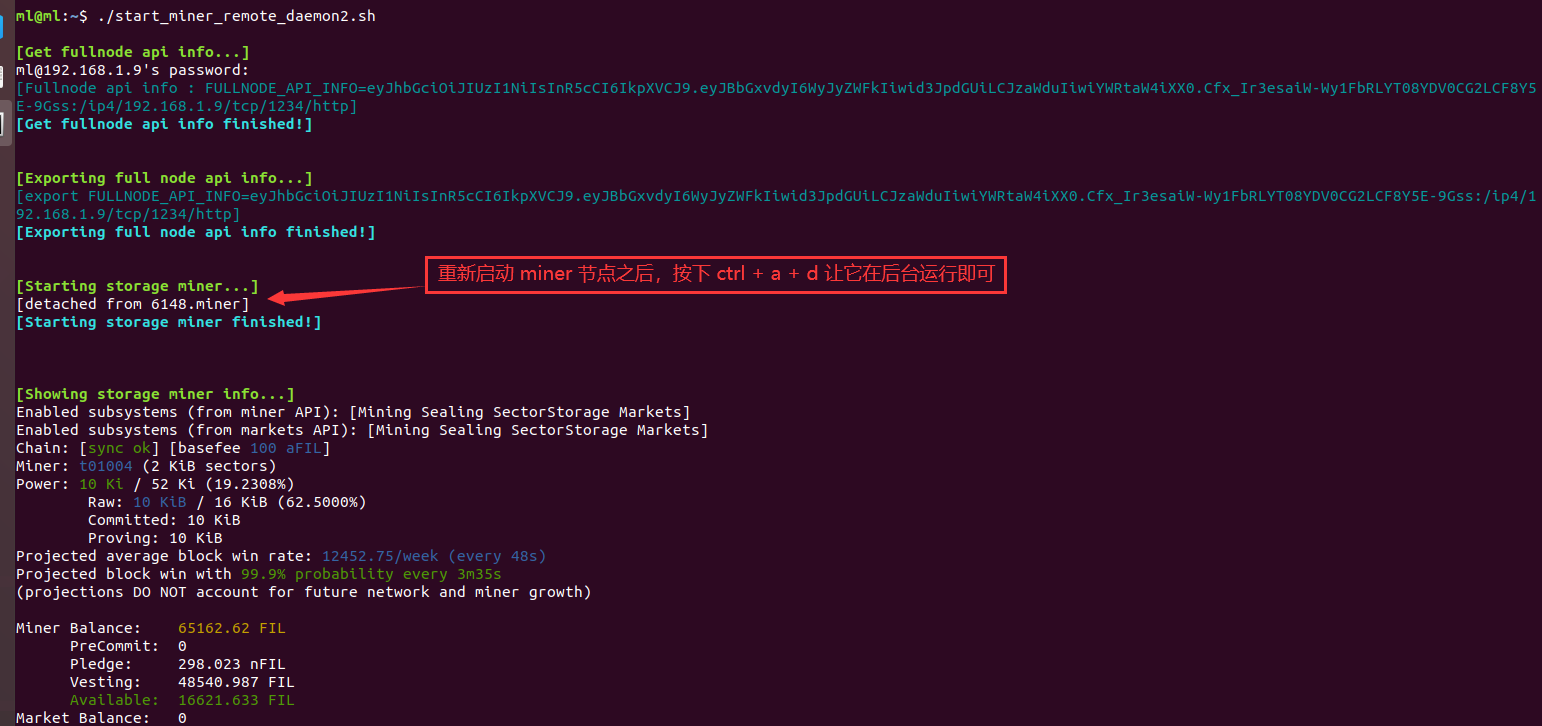 ml@ml:~$ ./start_miner_remote_daemon2.sh
[Get fullnode api info...]
ml@192.168.1.9's password:
[Fullnode api info : FULLNODE_API_INFO=eyJhbGciOiJIUzI1NiIsInR5cCI6IkpXVCJ9.eyJBbGxvdyI6WyJyZWFkIiwid3JpdGUiLCJzaWduIiwiYWRtaW4iXX0.Cfx_Ir3esaiW-Wy1FbRLYT08YDV0CG2LCF8Y5
E-9Gss:/ip4/192.168.1.9/tcp/1234/http]
[Get fullnode api info finished!]
[Exporting full node api info...]
[export FULLNODE_API_INFO=eyJhbGciOiJIUzI1NiIsInR5cCI6IkpXVCJ9.eyJBbGxvdyI6WyJyZWFkIiwid3JpdGUiLCJzaWduIiwiYWRtaW4iXX0.Cfx_Ir3esaiW-Wy1FbRLYT08YDV0CG2LCF8Y5E-9Gss:/ip4/1
92.168.1.9/tcp/1234/http]
[Exporting full node api info finished!]
重新启动 miner 节点之后，按下 ctrl + a + d 让它在后台运行即可
[Starting storage miner...]
[detached from 6148.miner]
[Starting storage miner finished!]
[Showing storage miner info...]
Enabled subsystems (from miner API): [Mining Sealing SectorStorage Markets]
Enabled subsystems (from markets API): [Mining Sealing SectorStorage Markets]
Chain: [sync ok] [basefee 100 aFIL]
Miner: t01004 (2 KiB sectors)
Power: 10 Ki / 52 Ki (19.2308%)
Raw: 10 KiB / 16 KiB (62.5000%)
Committed: 10 KiB
Proving: 10 KiB
Projected average block win rate: 12452.75/week (every 48s)
Projected block win with 99.9% probability every 3m35s
(projections DO NOT account for future network and miner growth)
Miner Balance: 65162.62 FIL
PreCommit: 0
Pledge: 298.023 nFIL
Vesting: 48540.987 FIL
Available: 16621.633 FIL
Market Balance: 0